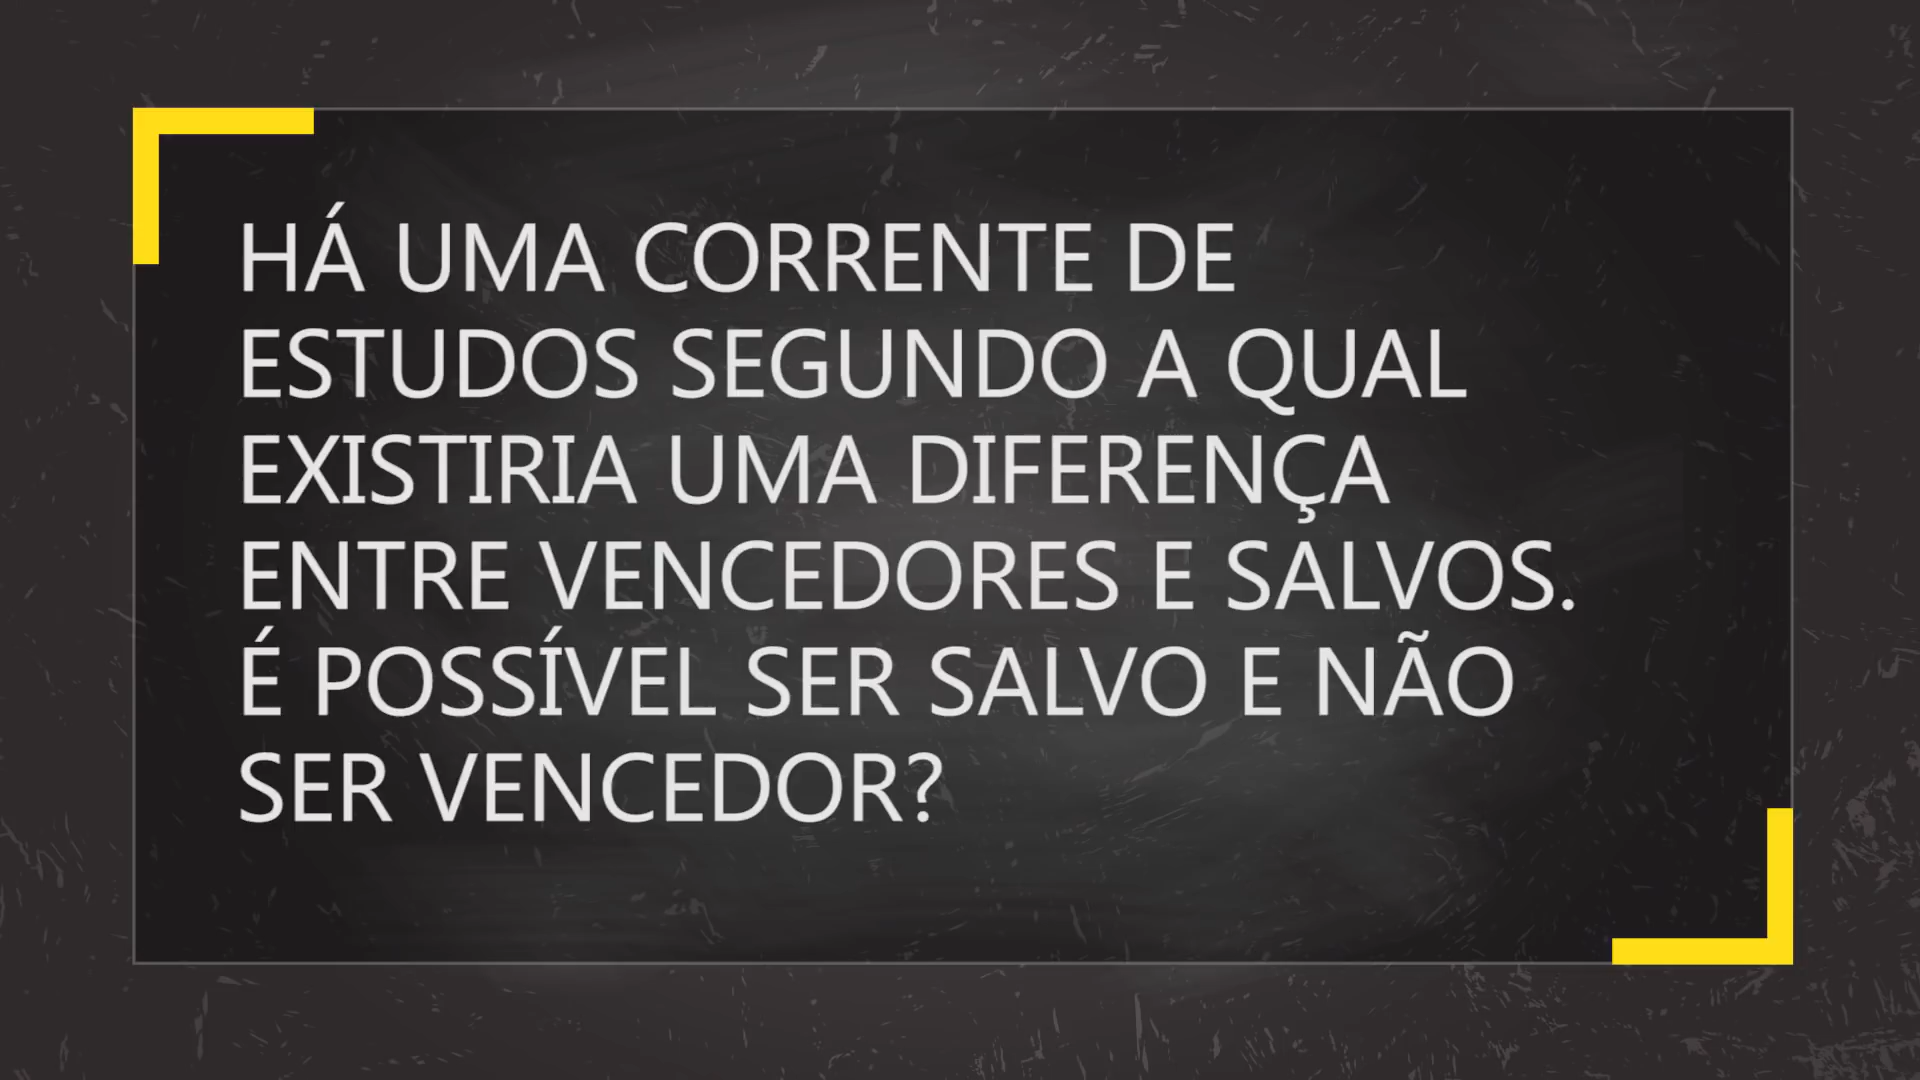 HÁ UMA CORRENTE DE
ESTUDOS SEGUNDO A QUAL
EXISTIRIA UMA DIFERENÇA
ENTRE VENCEDORES E SALVOS.
É POSSÍVEL SER SALVO E NÃO
SER VENCEDOR?